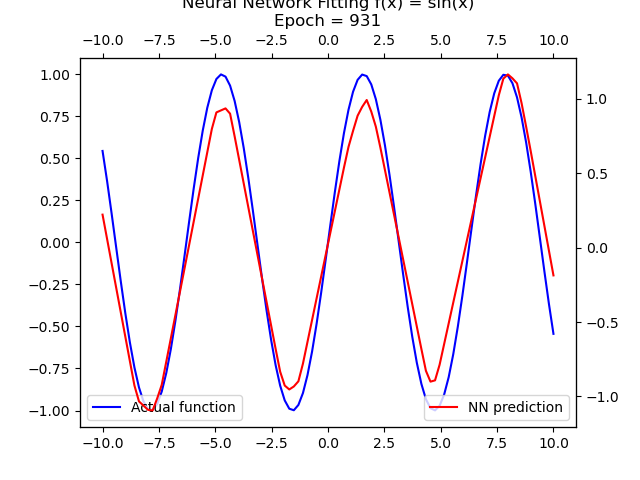 Neural Network Fitting f(x) = sin(x)
Epoch = 931
−10.0 −7.5 −5.0 −2.5 0.0 2.5 5.0 7.5 10.0
1.00
0.75
0.50
0.25
0.00
−0.25
−0.50
−0.75
−1.00
1.0
0.5
0.0
−0.5
−1.0
Actual function
NN prediction
−10.0 −7.5 −5.0 −2.5 0.0 2.5 5.0 7.5 10.0